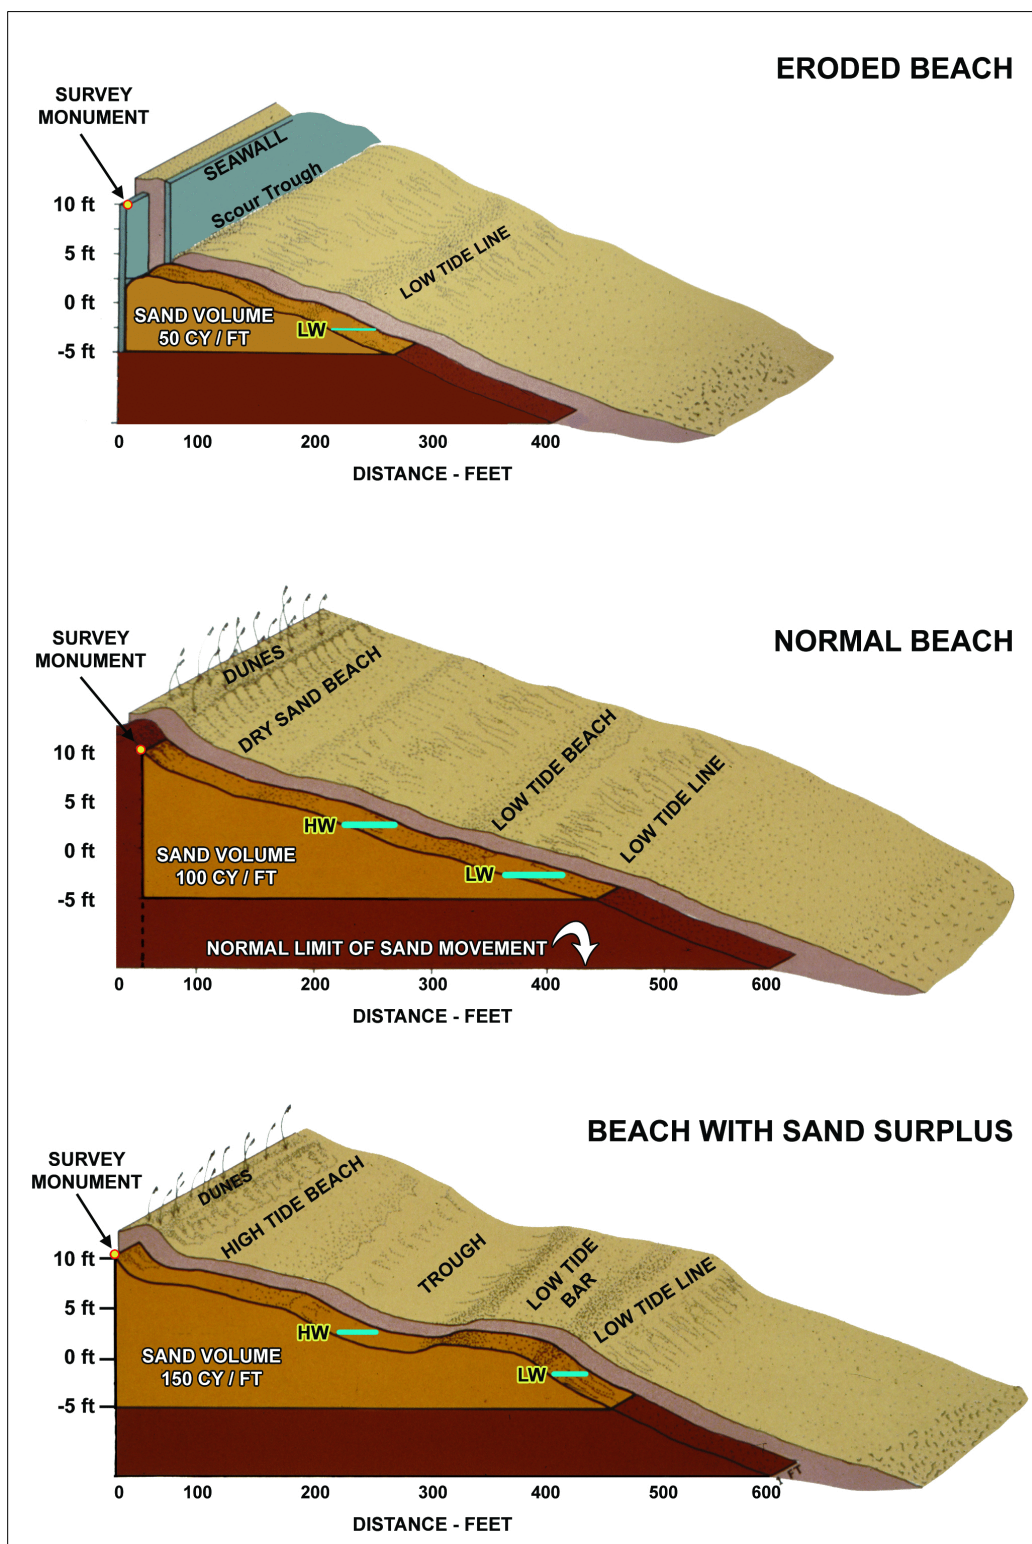 ERODED BEACH
SURVEY
MONUMENT
SEAWALL
Scour Trough
LOW TIDE LINE
10 ft
5 ft
0 ft
-5 ft
SAND VOLUME
50 CY / FT
LW
0 100 200 300 400
DISTANCE - FEET
NORMAL BEACH
SURVEY
MONUMENT
DUNES
DRY SAND BEACH
LOW TIDE BEACH
LOW TIDE LINE
10 ft
5 ft
0 ft
-5 ft
HW
LW
SAND VOLUME
100 CY / FT
NORMAL LIMIT OF SAND MOVEMENT
0 100 200 300 400 500 600
DISTANCE - FEET
BEACH WITH SAND SURPLUS
SURVEY
MONUMENT
DUNES
HIGH TIDE BEACH
TROUGH
LOW TIDE
BAR
LOW TIDE LINE
10 ft
5 ft
0 ft
-5 ft
HW
LW
SAND VOLUME
150 CY / FT
1 FT
0 100 200 300 400 500 600
DISTANCE - FEET